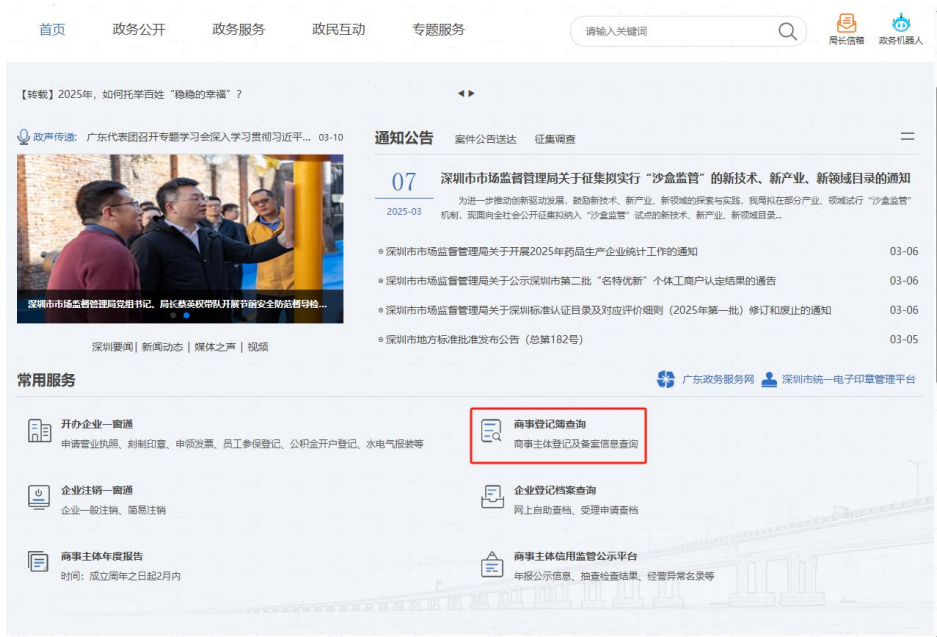 首页 政务公开 政务服务 政民互动 专题服务 请输入关键词 局长信箱 政务机器人
【转载】2025年，如何托举百姓“稳稳的幸福”？
政声传递: 广东代表团召开专题学习会深入学习贯彻习近平... 03-10
深圳市市场监督管理局党组书记、局长蔡英权带队开展节前安全防范督导检...
深圳要闻| 新闻动态 | 媒体之声 | 视频
通知公告 案件公告送达 征集调查
07
2025-03
深圳市市场监督管理局关于征集拟实行“沙盒监管”的新技术、新产业、新领域目录的通知
为进一步推动创新驱动发展，鼓励新技术、新产业、新领域的探索与实践，我局拟在部分产业、领域试行“沙盒监管”
机制，现面向全社会公开征集拟纳入“沙盒监管”试点的新技术、新产业、新领域目录...
深圳市市场监督管理局关于开展2025年药品生产企业统计工作的通知 03-06
深圳市市场监督管理局关于公示深圳市第二批“名特优新”个体工商户认定结果的通告 03-06
深圳市市场监督管理局关于深圳标准认证目录及对应评价细则（2025年第一批）修订和废止的通知 03-06
深圳市地方标准批准发布公告（总第182号） 03-05
常用服务 广东政务服务网 深圳市统一电子印章管理平台
开办企业一窗通
申请营业执照、刻制印章、申领发票、员工参保登记、公积金开户登记、水电气报装等
商事登记簿查询
商事主体登记及备案信息查询
企业注销一窗通
企业一般注销、简易注销
企业登记档案查询
网上自助查档、受理申请查档
商事主体年度报告
时间：成立周年之日起2月内
商事主体信用监管公示平台
年报公示信息、抽查检查结果、经营异常名录等